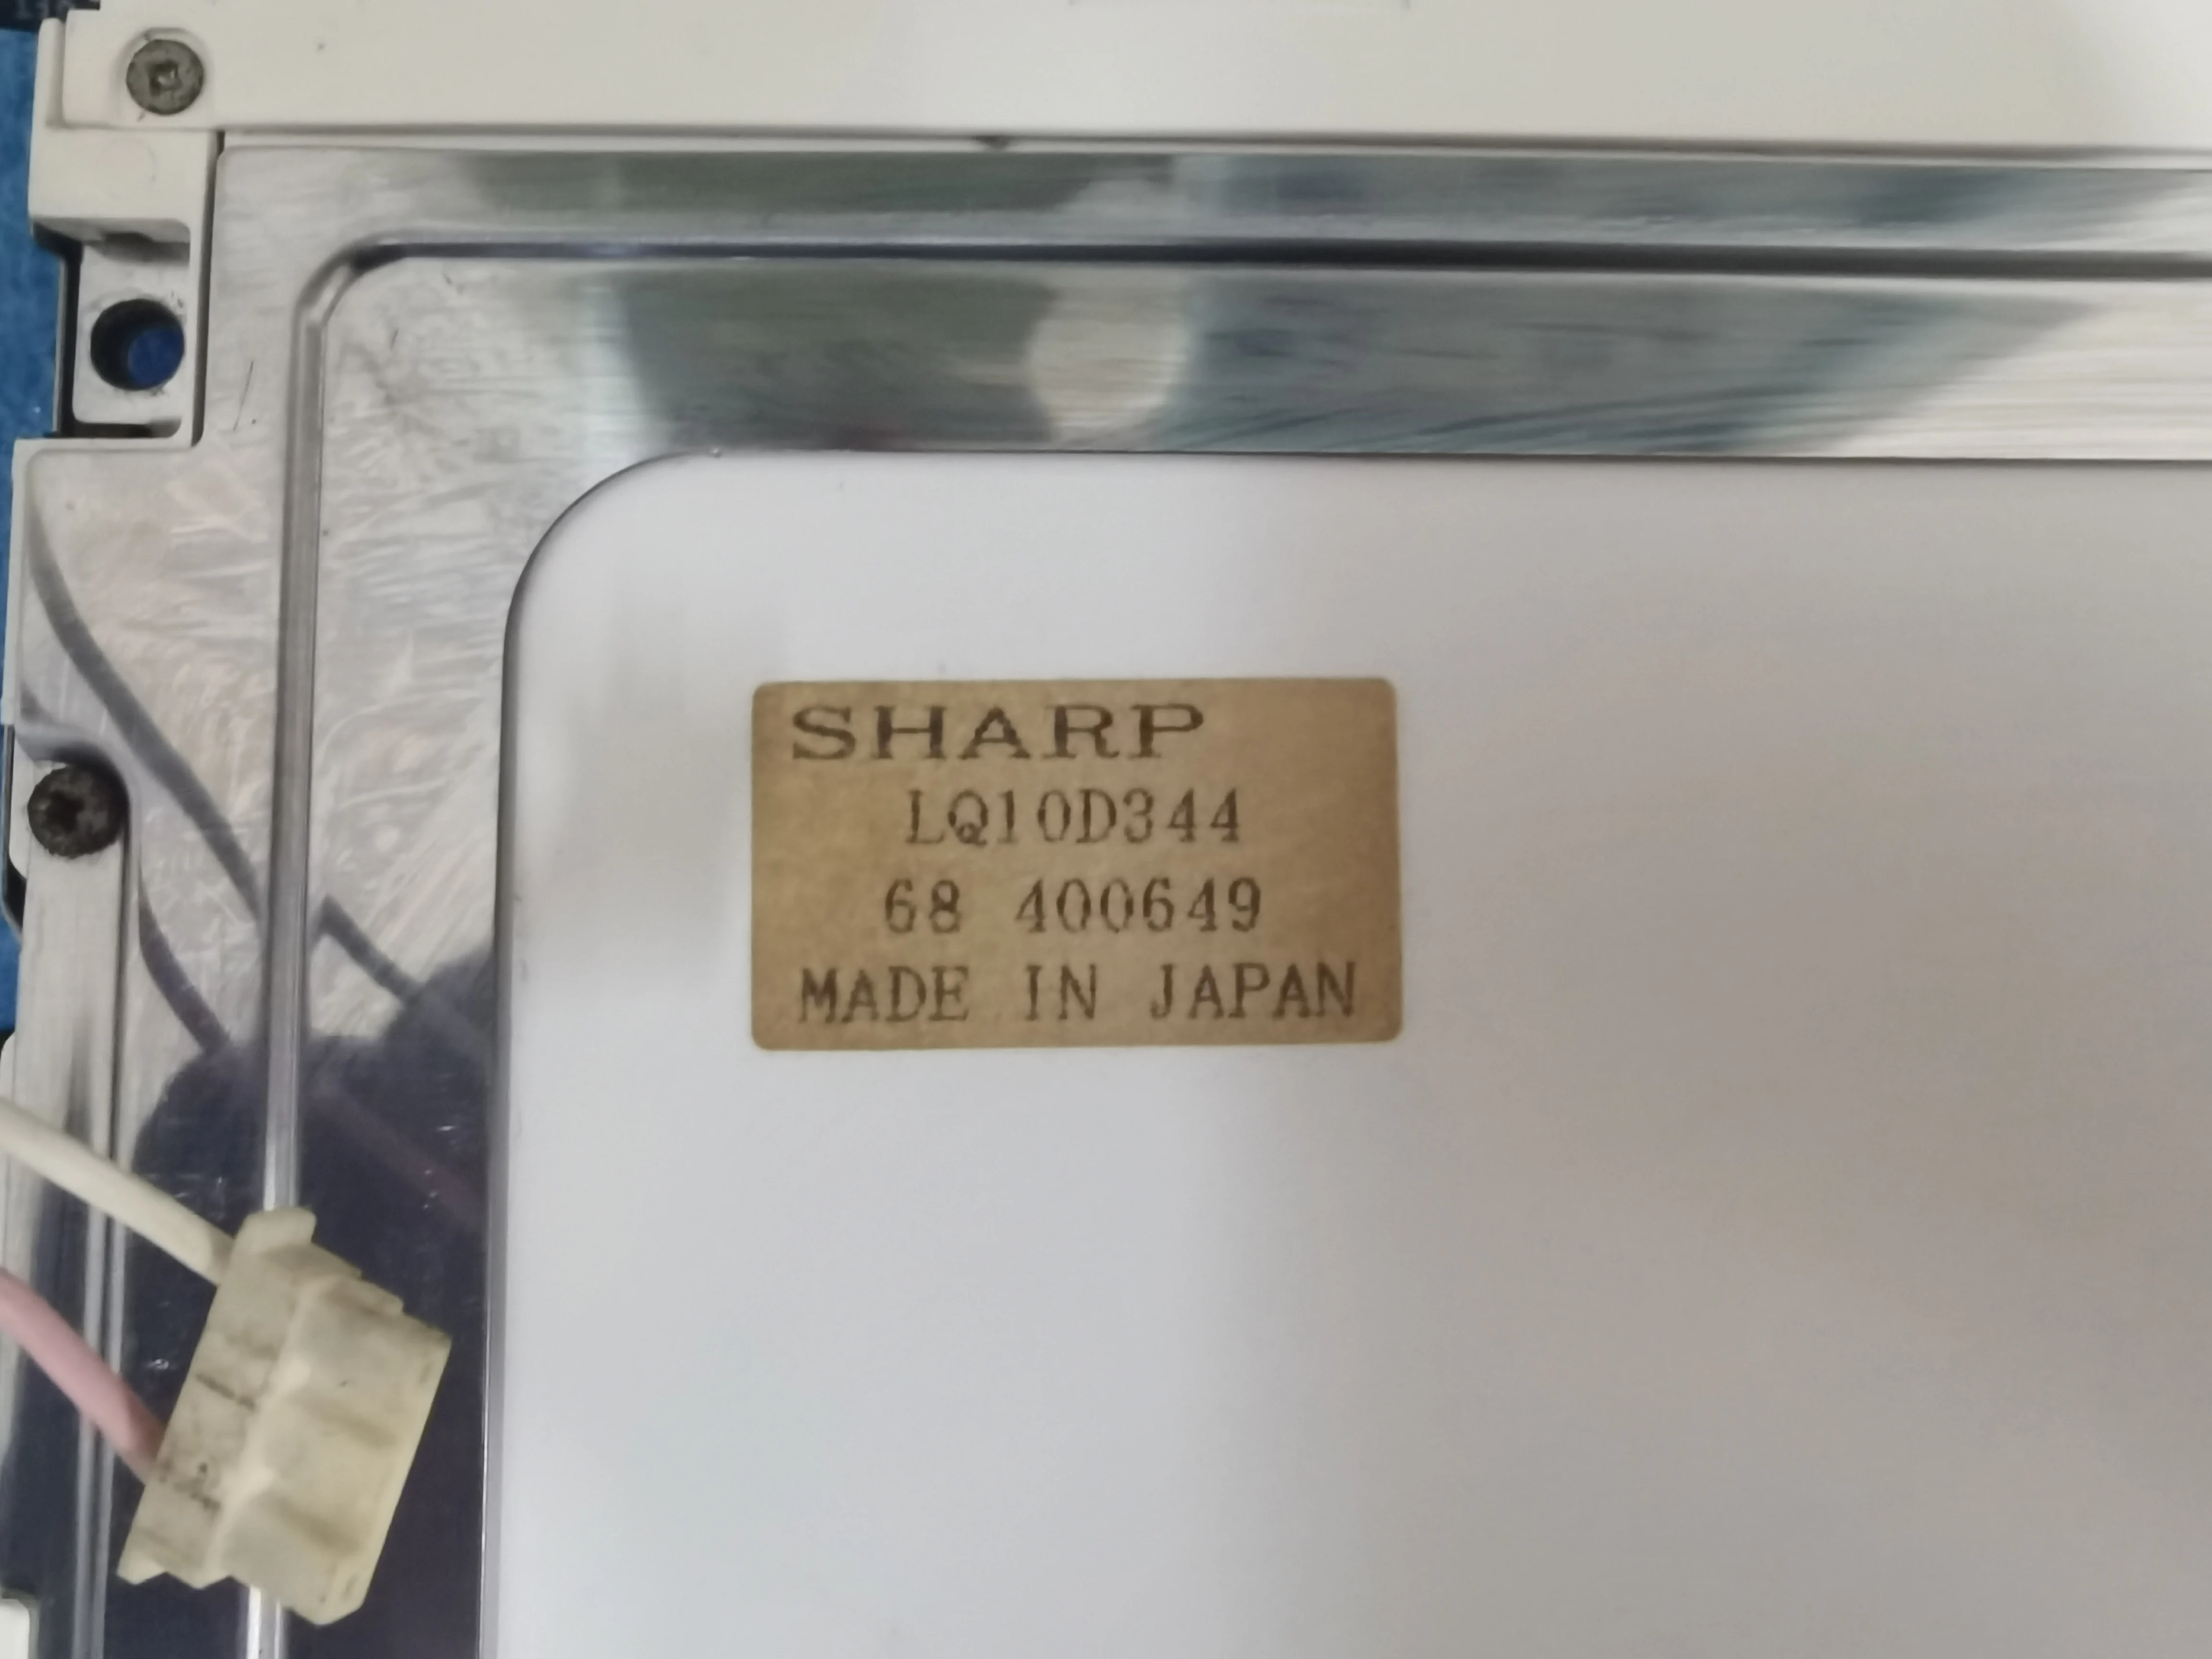 SHARP
LQ10D344
68 400649
MADE IN JAPAN